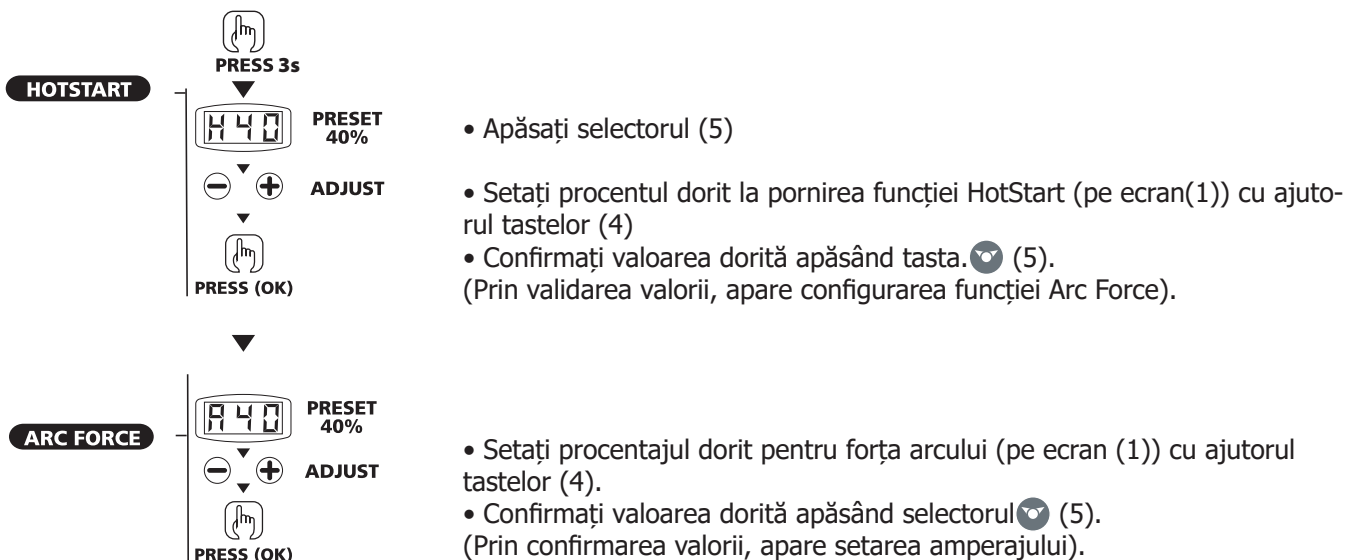 PRESS 3s
HOTSTART
H40
PRESET
40%
• Apăsați selectorul (5)
ADJUST
• Setați procentul dorit la pornirea funcției HotStart (pe ecran(1)) cu ajuto-
rul tastelor (4)
• Confirmați valoarea dorită apăsând tasta. (5).
PRESS (OK)
(Prin validarea valorii, apare configurarea funcției Arc Force).
A40
PRESET
40%
ARC FORCE
• Setați procentajul dorit pentru forța arcului (pe ecran (1)) cu ajutorul
ADJUST
tastelor (4).
• Confirmați valoarea dorită apăsând selectorul (5).
PRESS (OK)
(Prin confirmarea valorii, apare setarea amperajului).